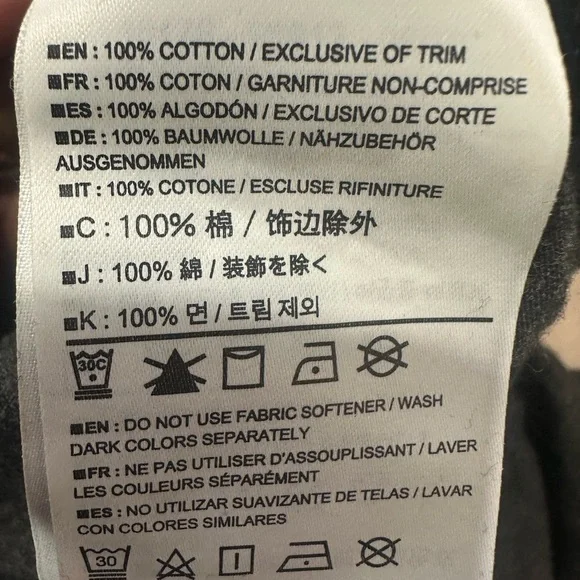 EN : 100% COTTON / EXCLUSIVE OF TRIM
FR : 100% COTON / GARNITURE NON-COMPRISE
ES : 100% ALGODÓN / EXCLUSIVO DE CORTE
DE : 100% BAUMWOLLE / NÄHZUBEHÖR
AUSGENOMMEN
IT : 100% COTONE / ESCLUSE RIFINITURE
C : 100% 棉 / 饰边除外
J : 100% 綿 / 装飾を除く
K : 100% 면 / 트림 제외
30C
EN : DO NOT USE FABRIC SOFTENER / WASH
DARK COLORS SEPARATELY
FR : NE PAS UTILISER D'ASSOUPLISSANT / LAVER
LES COULEURS SÉPARÉMENT
ES : NO UTILIZAR SUAVIZANTE DE TELAS / LAVAR
CON COLORES SIMILARES
30